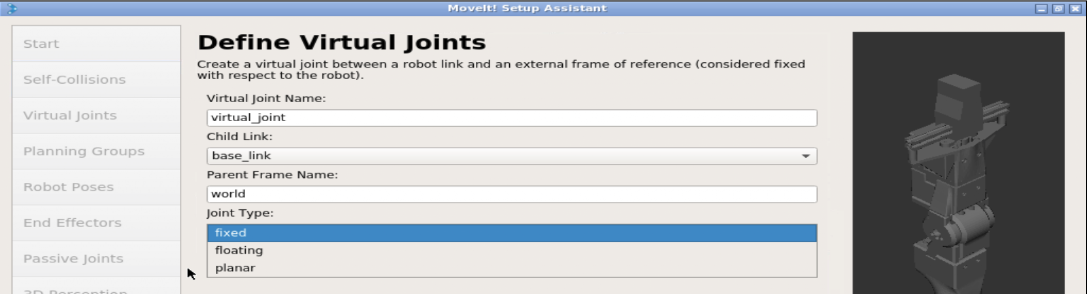 MoveIt! Setup Assistant
Start
Self-Collisions
Virtual Joints
Planning Groups
Robot Poses
End Effectors
Passive Joints
3D Perception
Define Virtual Joints
Create a virtual joint between a robot link and an external frame of reference (considered fixed
with respect to the robot).
Virtual Joint Name:
virtual_joint
Child Link:
base_link
Parent Frame Name:
world
Joint Type:
fixed
floating
planar